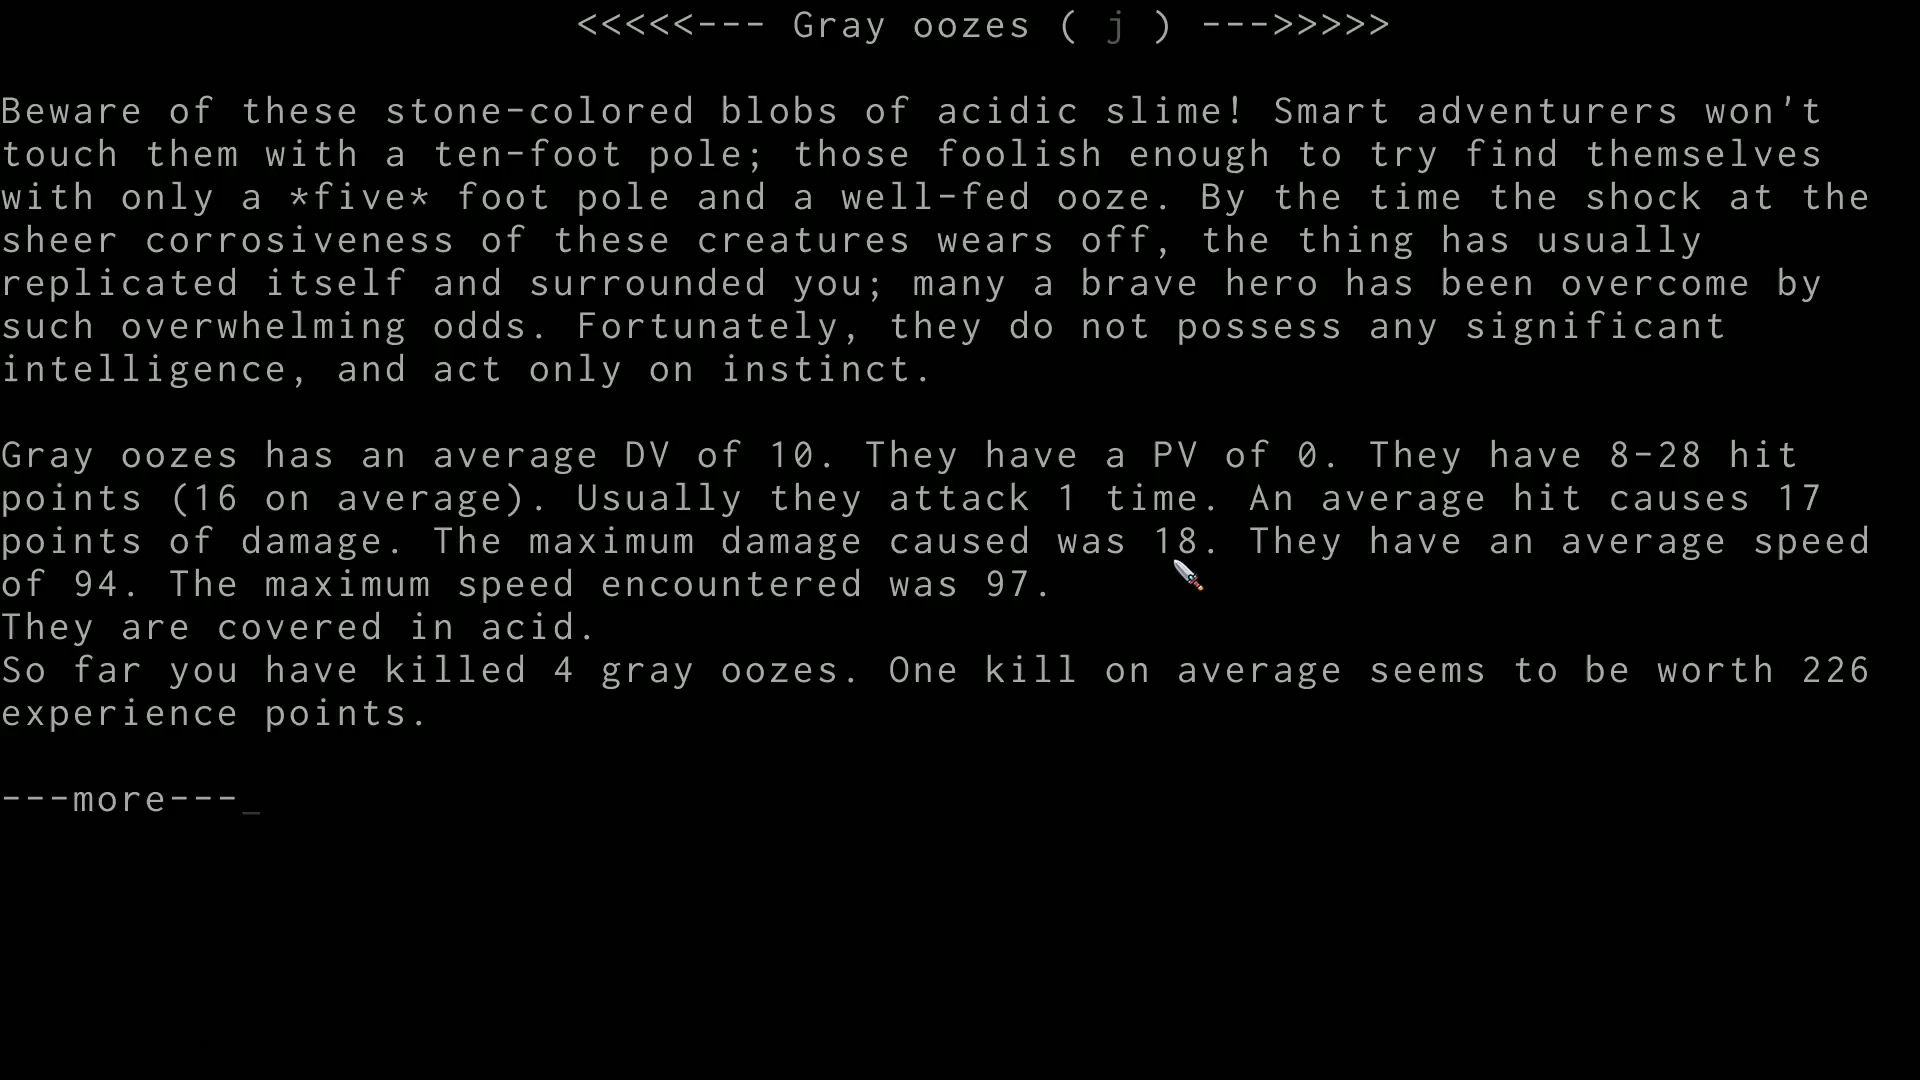 <<<<<--- Gray oozes ( j ) --->>>>>
Beware of these stone-colored blobs of acidic slime! Smart adventurers won't
touch them with a ten-foot pole; those foolish enough to try find themselves
with only a *five* foot pole and a well-fed ooze. By the time the shock at the
sheer corrosiveness of these creatures wears off, the thing has usually
replicated itself and surrounded you; many a brave hero has been overcome by
such overwhelming odds. Fortunately, they do not possess any significant
intelligence, and act only on instinct.
Gray oozes has an average DV of 10. They have a PV of 0. They have 8-28 hit
points (16 on average). Usually they attack 1 time. An average hit causes 17
points of damage. The maximum damage caused was 18. They have an average speed
of 94. The maximum speed encountered was 97.
They are covered in acid.
So far you have killed 4 gray oozes. One kill on average seems to be worth 226
experience points.
---more---_